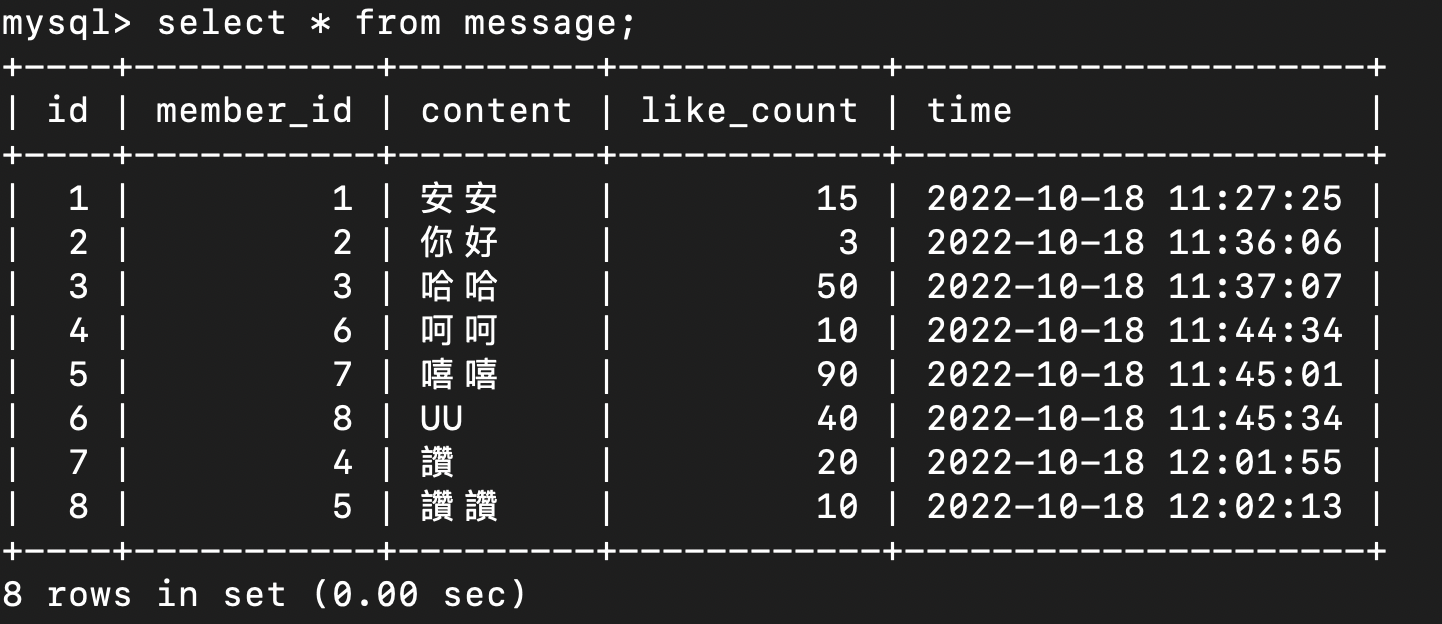 mysql> select * from message;
+----+-----------+---------+------------+---------------------+
| id | member_id | content | like_count | time                |
+----+-----------+---------+------------+---------------------+
|  1 |         1 | 安安    |         15 | 2022-10-18 11:27:25 |
|  2 |         2 | 你好    |          3 | 2022-10-18 11:36:06 |
|  3 |         3 | 哈哈    |         50 | 2022-10-18 11:37:07 |
|  4 |         6 | 呵呵    |         10 | 2022-10-18 11:44:34 |
|  5 |         7 | 嘻嘻    |         90 | 2022-10-18 11:45:01 |
|  6 |         8 | UU      |         40 | 2022-10-18 11:45:34 |
|  7 |         4 | 讚      |         20 | 2022-10-18 12:01:55 |
|  8 |         5 | 讚讚    |         10 | 2022-10-18 12:02:13 |
+----+-----------+---------+------------+---------------------+
8 rows in set (0.00 sec)